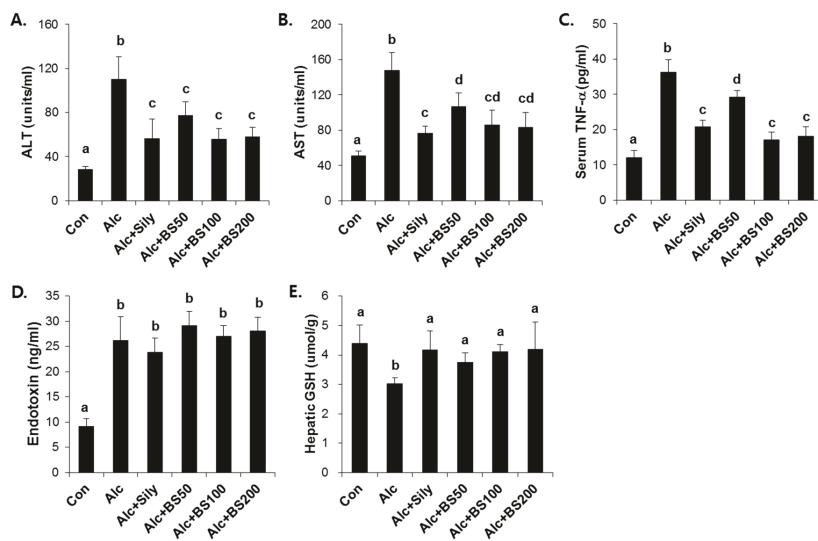 A.
ALT (units/ml)
160
120
80
40
0
a
b
c
c
c
c
Con
Alc
Alc+Sily
Alc+BS50
Alc+BS100
Alc+BS200
B.
AST (units/ml)
200
160
120
80
40
0
a
b
c
d
cd
cd
Con
Alc
Alc+Sily
Alc+BS50
Alc+BS100
Alc+BS200
C.
Serum TNF-α (pg/ml)
50
40
30
20
10
0
a
b
c
d
c
c
Con
Alc
Alc+Sily
Alc+BS50
Alc+BS100
Alc+BS200
D.
Endotoxin (ng/ml)
35
30
25
20
15
10
5
0
a
b
b
b
b
b
Con
Alc
Alc+Sily
Alc+BS50
Alc+BS100
Alc+BS200
E.
Hepatic GSH (umol/g)
6
5
4
3
2
1
0
a
b
a
a
a
a
Con
Alc
Alc+Sily
Alc+BS50
Alc+BS100
Alc+BS200